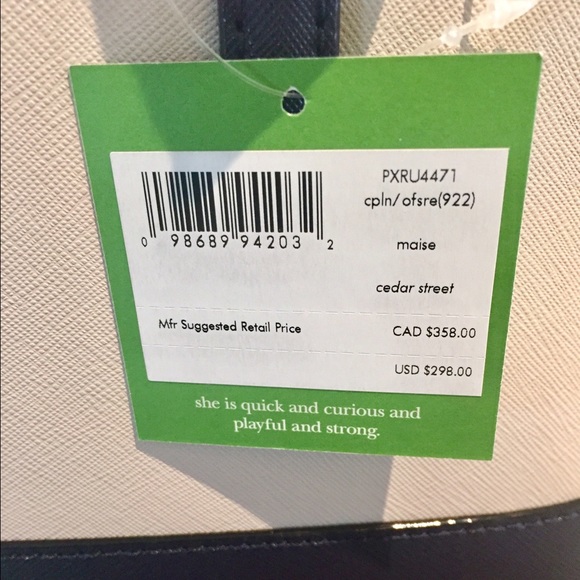 PXRU4471
cpln/ofsre(922)
0 98689 94203 2
maise
cedar street
Mfr Suggested Retail Price CAD $358.00
USD $298.00
she is quick and curious and
playful and strong.